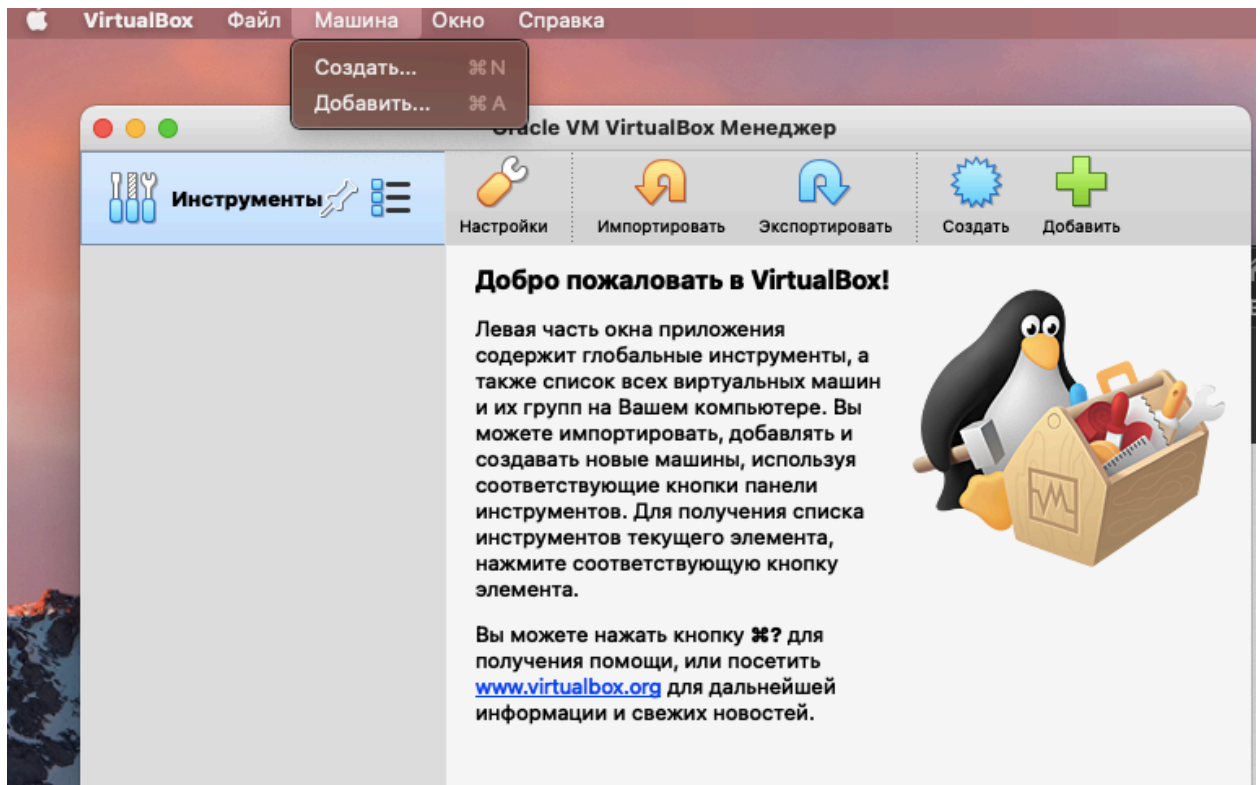 VirtualBox Файл Машина Окно Справка
Создать... ⌘ N
Добавить... ⌘ A
Oracle VM VirtualBox Менеджер
Инструменты
Настройки Импортировать Экспортировать Создать Добавить
Добро пожаловать в VirtualBox!
Левая часть окна приложения
содержит глобальные инструменты, а
также список всех виртуальных машин
и их групп на Вашем компьютере. Вы
можете импортировать, добавлять и
создавать новые машины, используя
соответствующие кнопки панели
инструментов. Для получения списка
инструментов текущего элемента,
нажмите соответствующую кнопку
элемента.
Вы можете нажать кнопку ⌘? для
получения помощи, или посетить
www.virtualbox.org для дальнейшей
информации и свежих новостей.